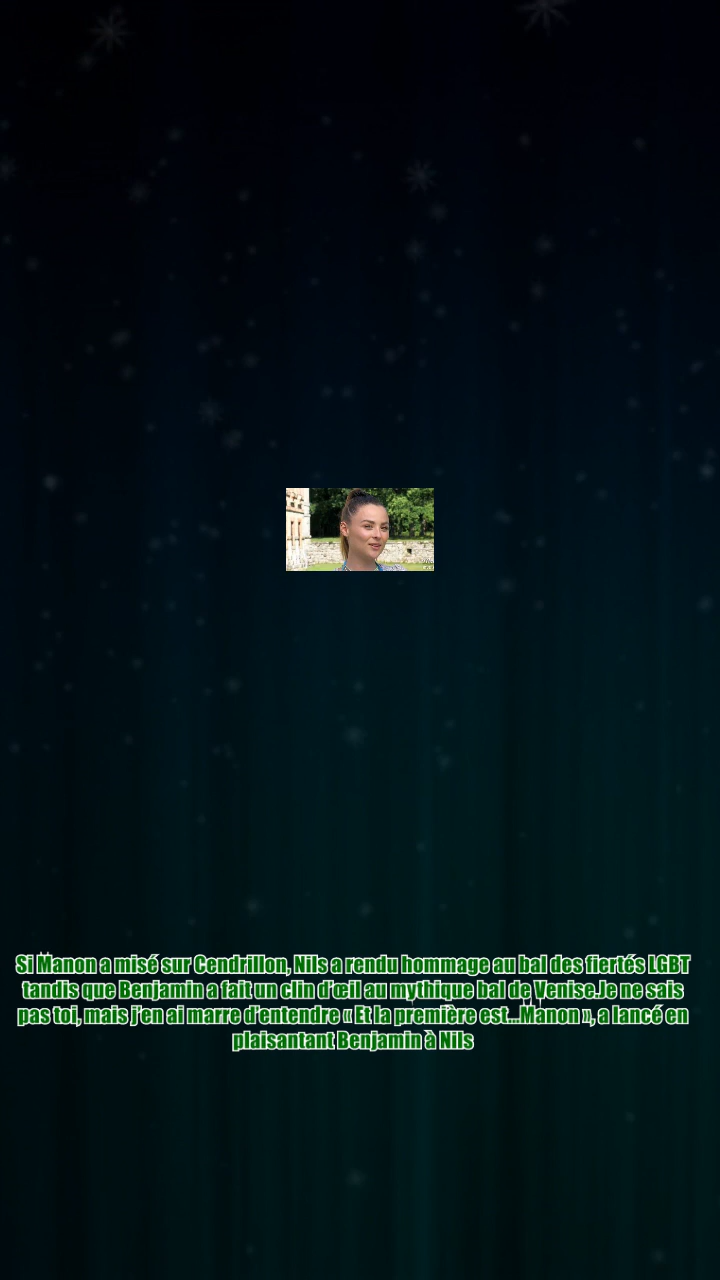 Si Manon a misé sur Cendrillon, Nils a rendu hommage au bal des fiertés LGBT
tandis que Benjamin a fait un clin d'œil au mythique bal de Venise.Je ne sais
pas toi, mais j'en ai marre d'entendre « Et la première est...Manon », a lancé en
plaisantant Benjamin à Nils